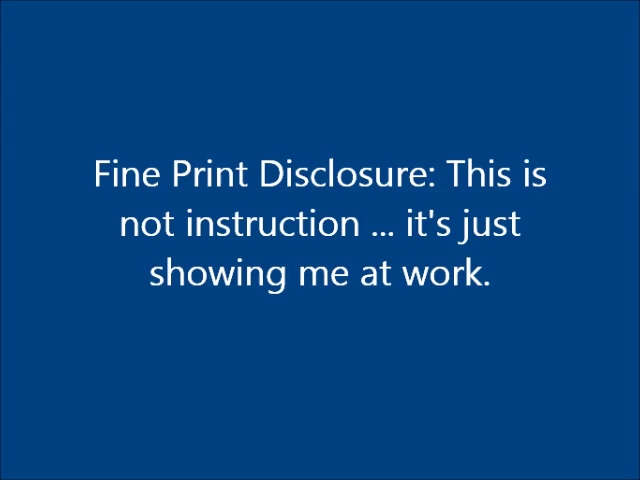 Fine Print Disclosure: This is
not instruction ... it's just
showing me at work.